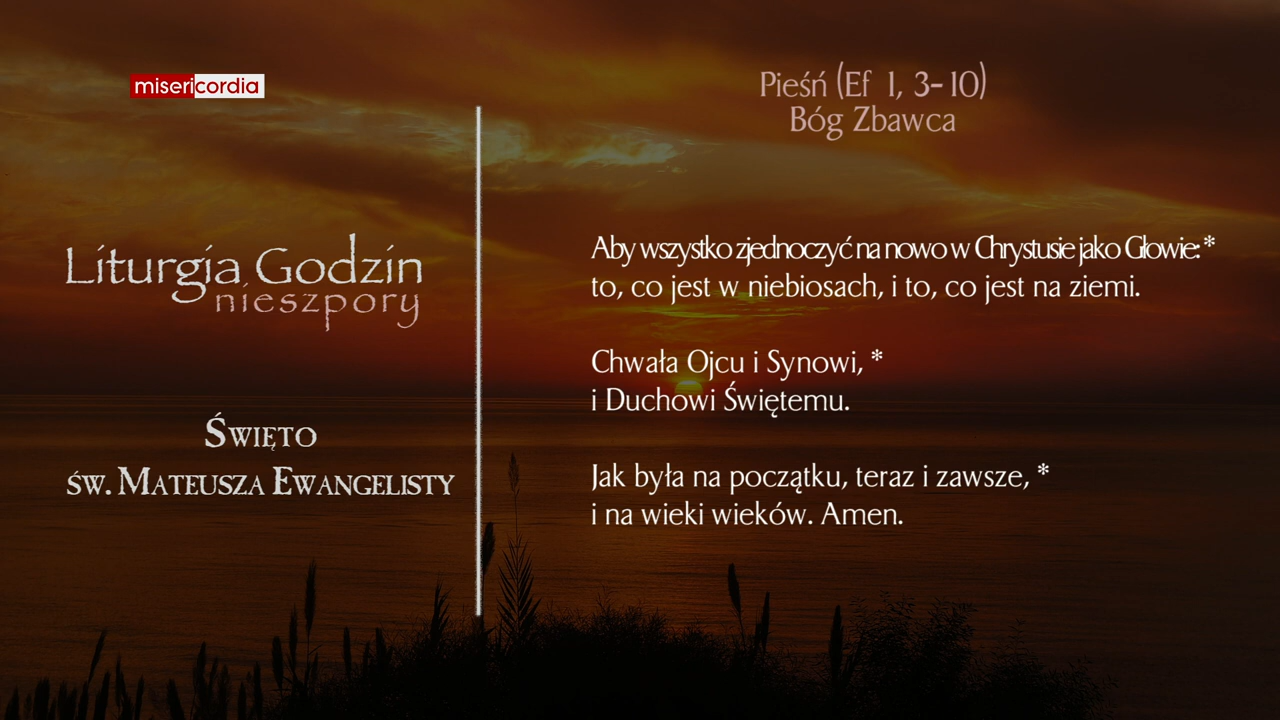 misericordia
Pieśń (Ef 1, 3-10)
Bóg Zbawca
Liturgia Godzin
nieszpory
Święto
św. Mateusza Ewangelisty
Aby wszystko zjednoczyć na nowo w Chrystusie jako Głowie: *
to, co jest w niebiosach, i to, co jest na ziemi.
Chwała Ojcu i Synowi, *
i Duchowi Świętemu.
Jak była na początku, teraz i zawsze, *
i na wieki wieków. Amen.